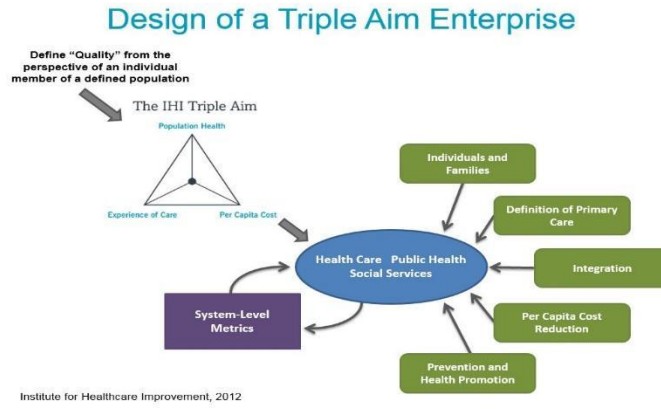 Design of a Triple Aim Enterprise
Define “Quality” from the
perspective of an individual
member of a defined population
The IHI Triple Aim
Population Health
Experience of Care
Per Capita Cost
Individuals and
Families
Definition of Primary
Care
Health Care Public Health
Social Services
Integration
System-Level
Metrics
Per Capita Cost
Reduction
Prevention and
Health Promotion
Institute for Healthcare Improvement, 2012